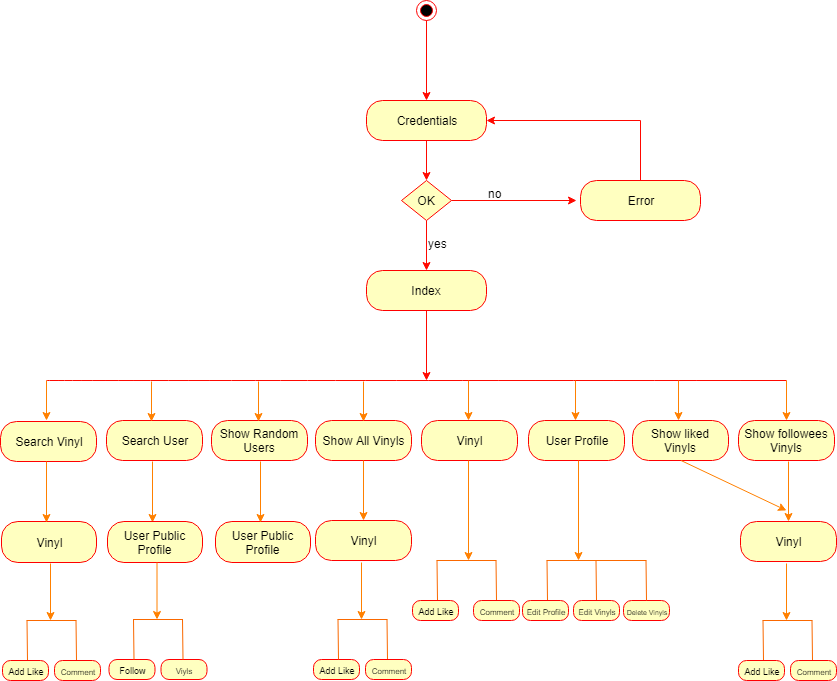 Credentials
OK
no
Error
yes
Index
Search Vinyl
Search User
Show Random
Users
Show All Vinyls
Vinyl
User Profile
Show liked
Vinyls
Show followees
Vinyls
Vinyl
User Public
Profile
User Public
Profile
Vinyl
Vinyl
Add Like
Comment
Edit Profile
Edit Vinyls
Delete Vinyls
Add Like
Comment
Follow
Viyls
Add Like
Comment
Add Like
Comment